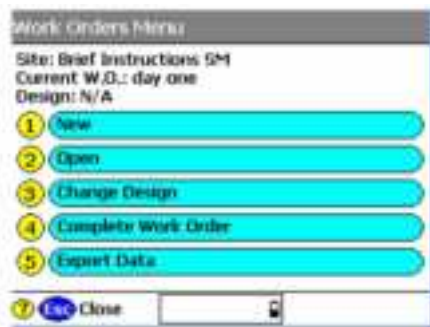 Work Orders Menu
Site: Brief Instructions SM
Current W.O.: day one
Design: N/A
1 New
2 Open
3 Change Design
4 Complete Work Order
5 Export Data
? Esc Close